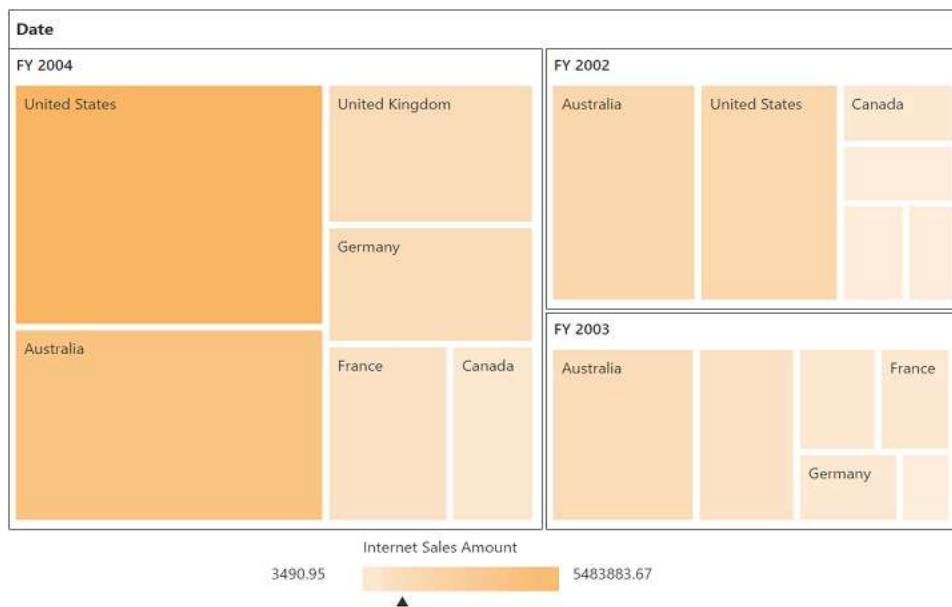 Date
FY 2004
United States
Australia
United Kingdom
Germany
France
Canada
FY 2002
Australia
United States
Canada
FY 2003
Australia
France
Germany
Internet Sales Amount
3490.95
5483883.67